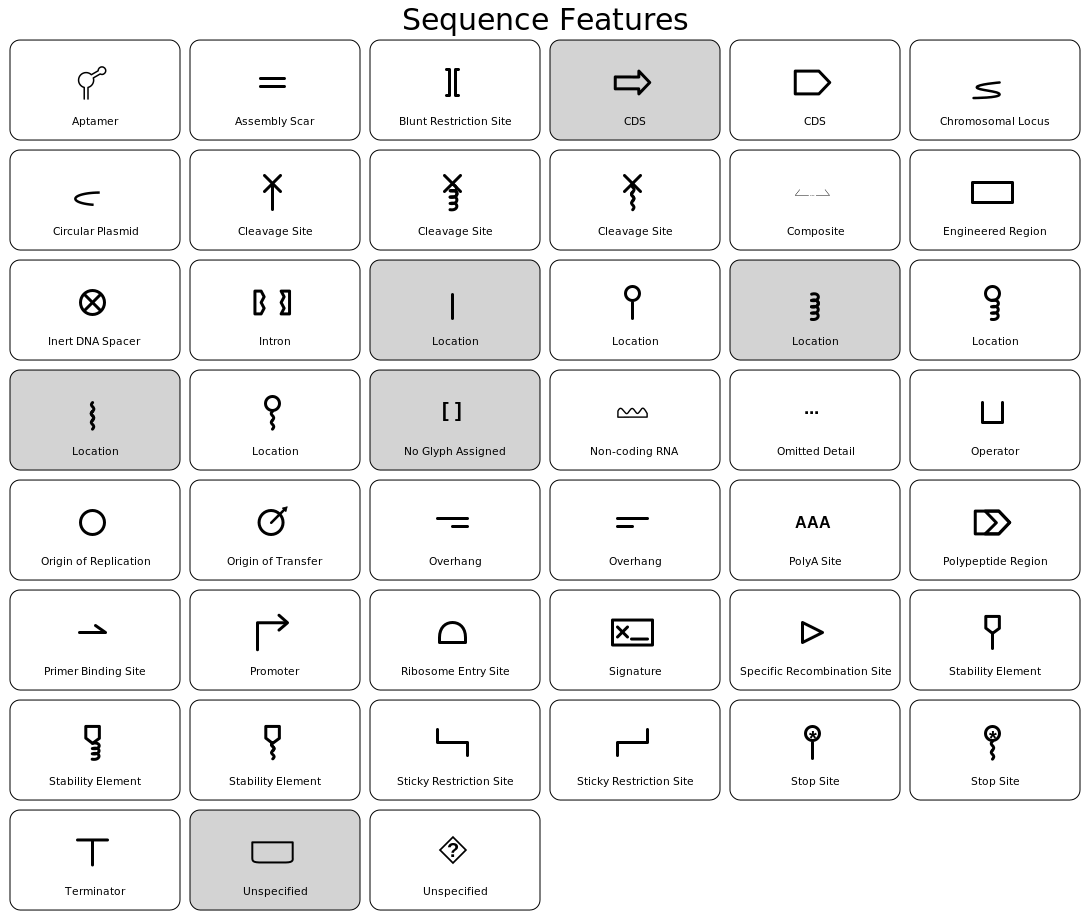 Sequence Features
Aptamer
Assembly Scar
Blunt Restriction Site
CDS
CDS
Chromosomal Locus
Circular Plasmid
Cleavage Site
Cleavage Site
Cleavage Site
Composite
Engineered Region
Inert DNA Spacer
Intron
Location
Location
Location
Location
Location
Location
[ ]
No Glyph Assigned
Non-coding RNA
...
Omitted Detail
Operator
Origin of Replication
Origin of Transfer
Overhang
Overhang
AAA
PolyA Site
Polypeptide Region
Primer Binding Site
Promoter
Ribosome Entry Site
Signature
Specific Recombination Site
Stability Element
Stability Element
Stability Element
Sticky Restriction Site
Sticky Restriction Site
*
Stop Site
*
Stop Site
Terminator
Unspecified
?
Unspecified